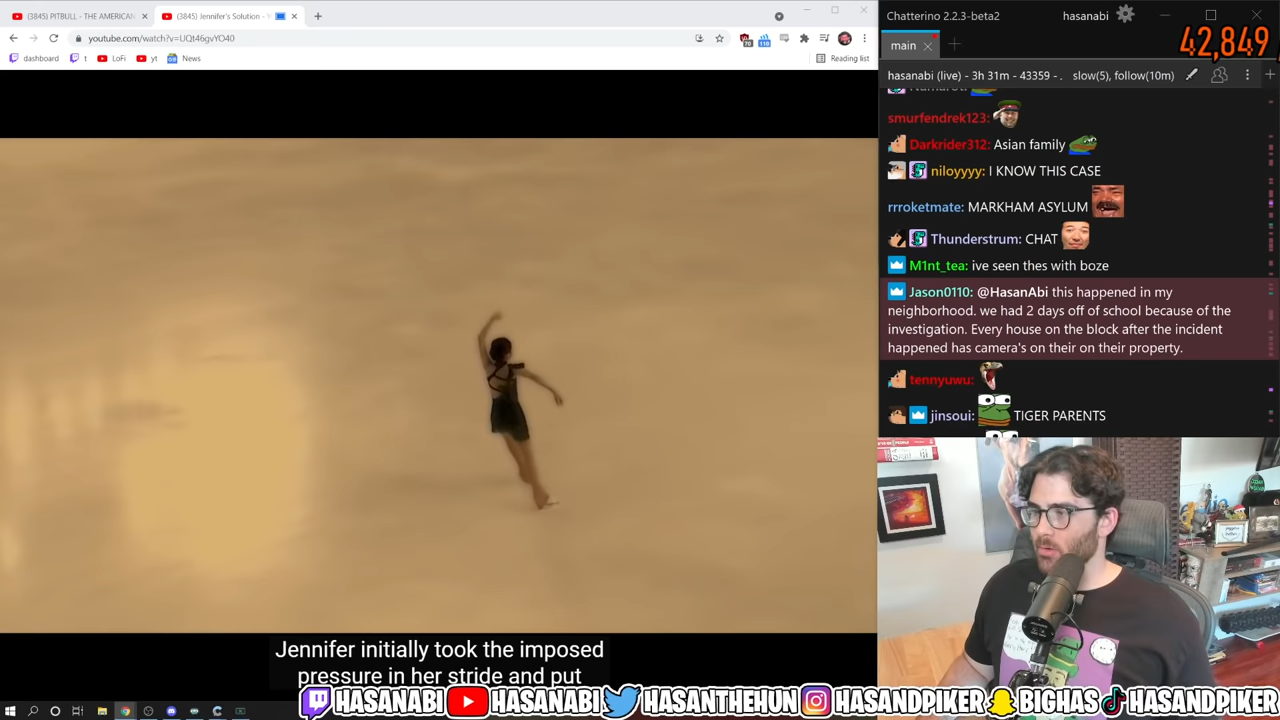 (3845) PITBULL - THE AMERICAN
(3845) Jennifer's Solution - Y
youtube.com/watch?v=IJQt46gvYO40
70
118
dashboard
t
LoFi
yt
News
Reading list
Jennifer initially took the imposed
pressure in her stride and put
Chatterino 2.2.3-beta2
hasanabi
42,849
main
hasanabi (live) - 3h 31m - 43359 - .
slow(5), follow(10m)
smurfendrek123:
Darkrider312: Asian family
niloyyyy: I KNOW THIS CASE
rrroketmate: MARKHAM ASYLUM
Thunderstrum: CHAT
M1nt_tea: ive seen thes with boze
Jason0110: @HasanAbi this happened in my
neighborhood. we had 2 days off of school because of the
investigation. Every house on the block after the incident
happened has camera's on their on their property.
tennyuwu:
jinsoui: TIGER PARENTS
HASANABI HASANABI HASANTHEHUN HASANDPIKER BIGHAS HASANDPIKER